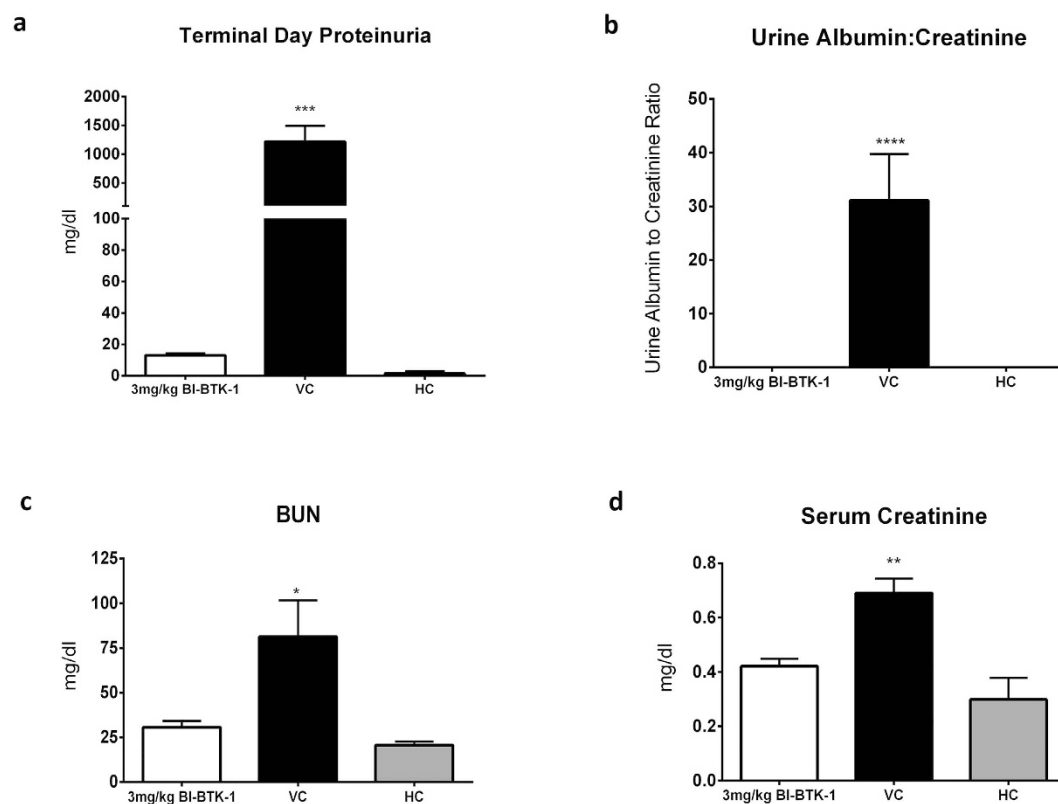 a
Terminal Day Proteinuria
2000
1500
1000
500
100
80
60
40
20
0
mg/dl
***
3mg/kg BI-BTK-1 VC HC
b
Urine Albumin:Creatinine
50
40
30
20
10
0
Urine Albumin to Creatinine Ratio
****
3mg/kg BI-BTK-1 VC HC
c
BUN
125
100
75
50
25
0
mg/dl
*
3mg/kg BI-BTK-1 VC HC
d
Serum Creatinine
0.8
0.6
0.4
0.2
0.0
mg/dl
**
3mg/kg BI-BTK-1 VC HC